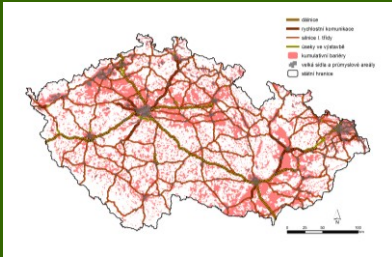 dálnice
rychlostní komunikace
silnice I. třídy
úseky ve výstavbě
kumulativní bariéry
velká sídla a průmyslové areály
státní hranice